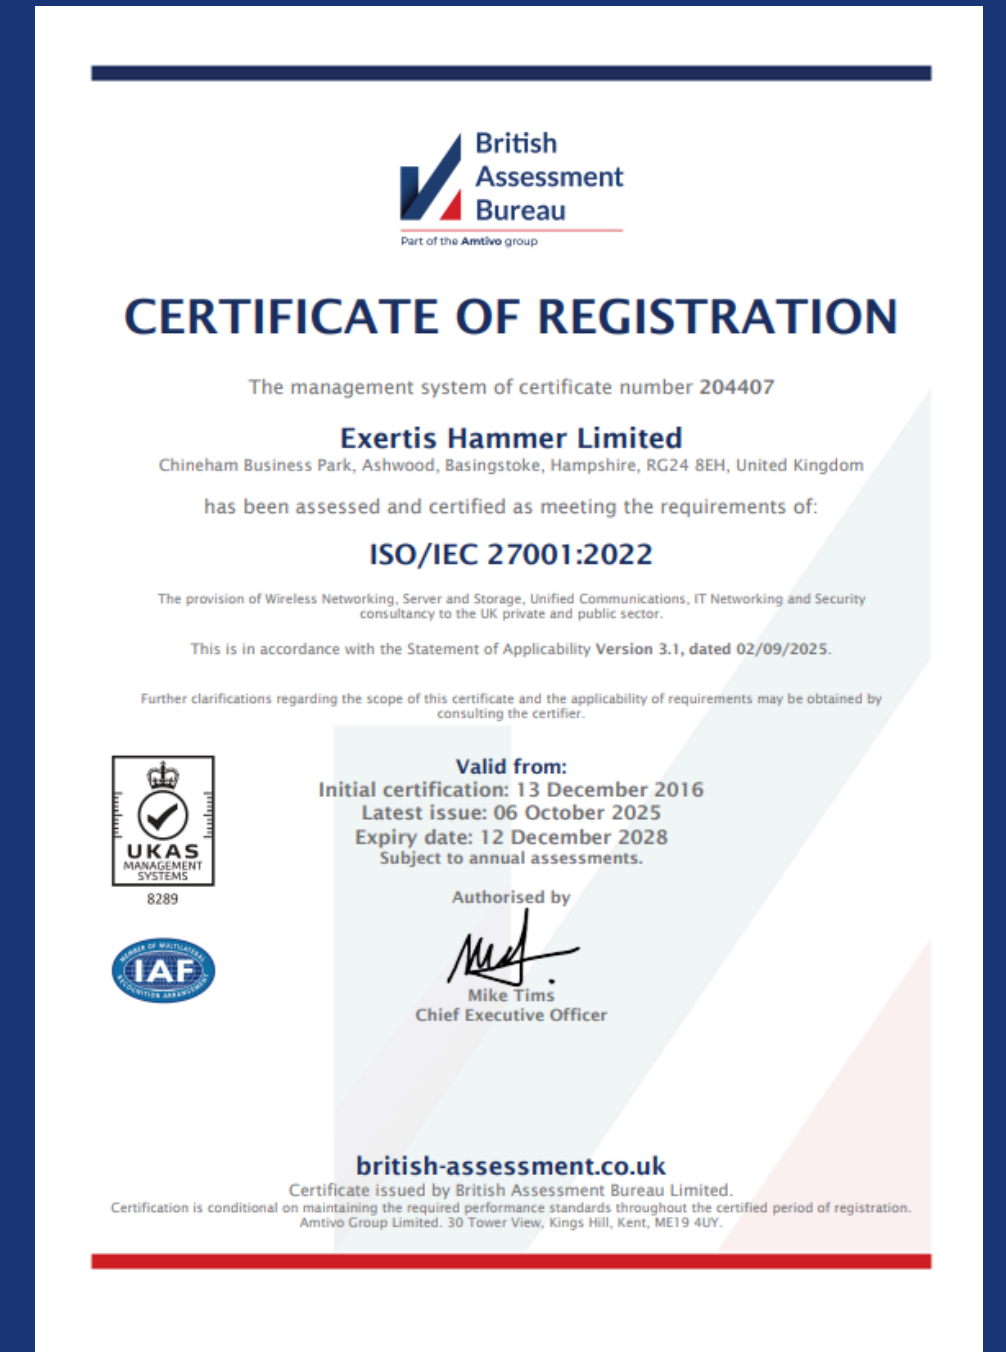 British
Assessment
Bureau
Part of the Amtivo group
CERTIFICATE OF REGISTRATION
The management system of certificate number 204407
Exertis Hammer Limited
Chineham Business Park, Ashwood, Basingstoke, Hampshire, RG24 8EH, United Kingdom
has been assessed and certified as meeting the requirements of:
ISO/IEC 27001:2022
The provision of Wireless Networking, Server and Storage, Unified Communications, IT Networking and Security
consultancy to the UK private and public sector.
This is in accordance with the Statement of Applicability Version 3.1, dated 02/09/2025.
Further clarifications regarding the scope of this certificate and the applicability of requirements may be obtained by
consulting the certifier.
Valid from:
Initial certification: 13 December 2016
Latest issue: 06 October 2025
Expiry date: 12 December 2028
Subject to annual assessments.
UKAS
MANAGEMENT
SYSTEMS
8289
Authorised by
MEMBER OF MULTILATERAL
IAF
RECOGNITION ARRANGEMENT
Mike Tims
Chief Executive Officer
british-assessment.co.uk
Certificate issued by British Assessment Bureau Limited.
Certification is conditional on maintaining the required performance standards throughout the certified period of registration.
Amtivo Group Limited. 30 Tower View, Kings Hill, Kent, ME19 4UY.